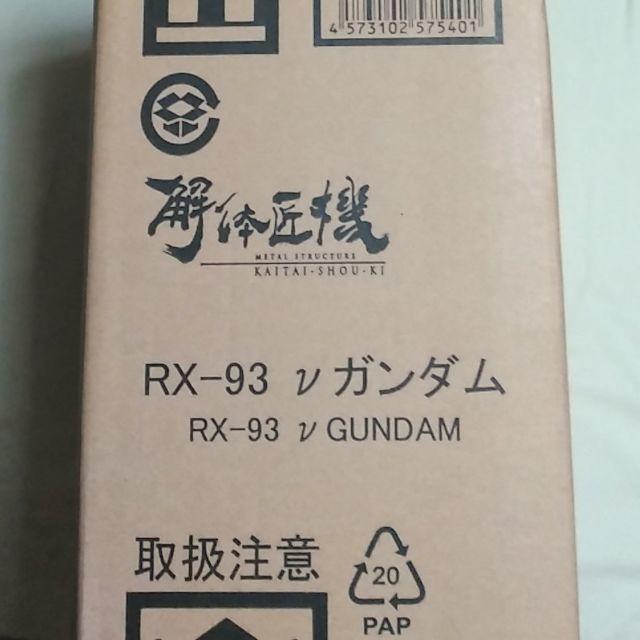 4 573102 575401
解体匠機
METAL STRUCTURE
KAITAI-SHOU-KI
RX-93 νガンダム
RX-93 ν GUNDAM
取扱注意
20
PAP